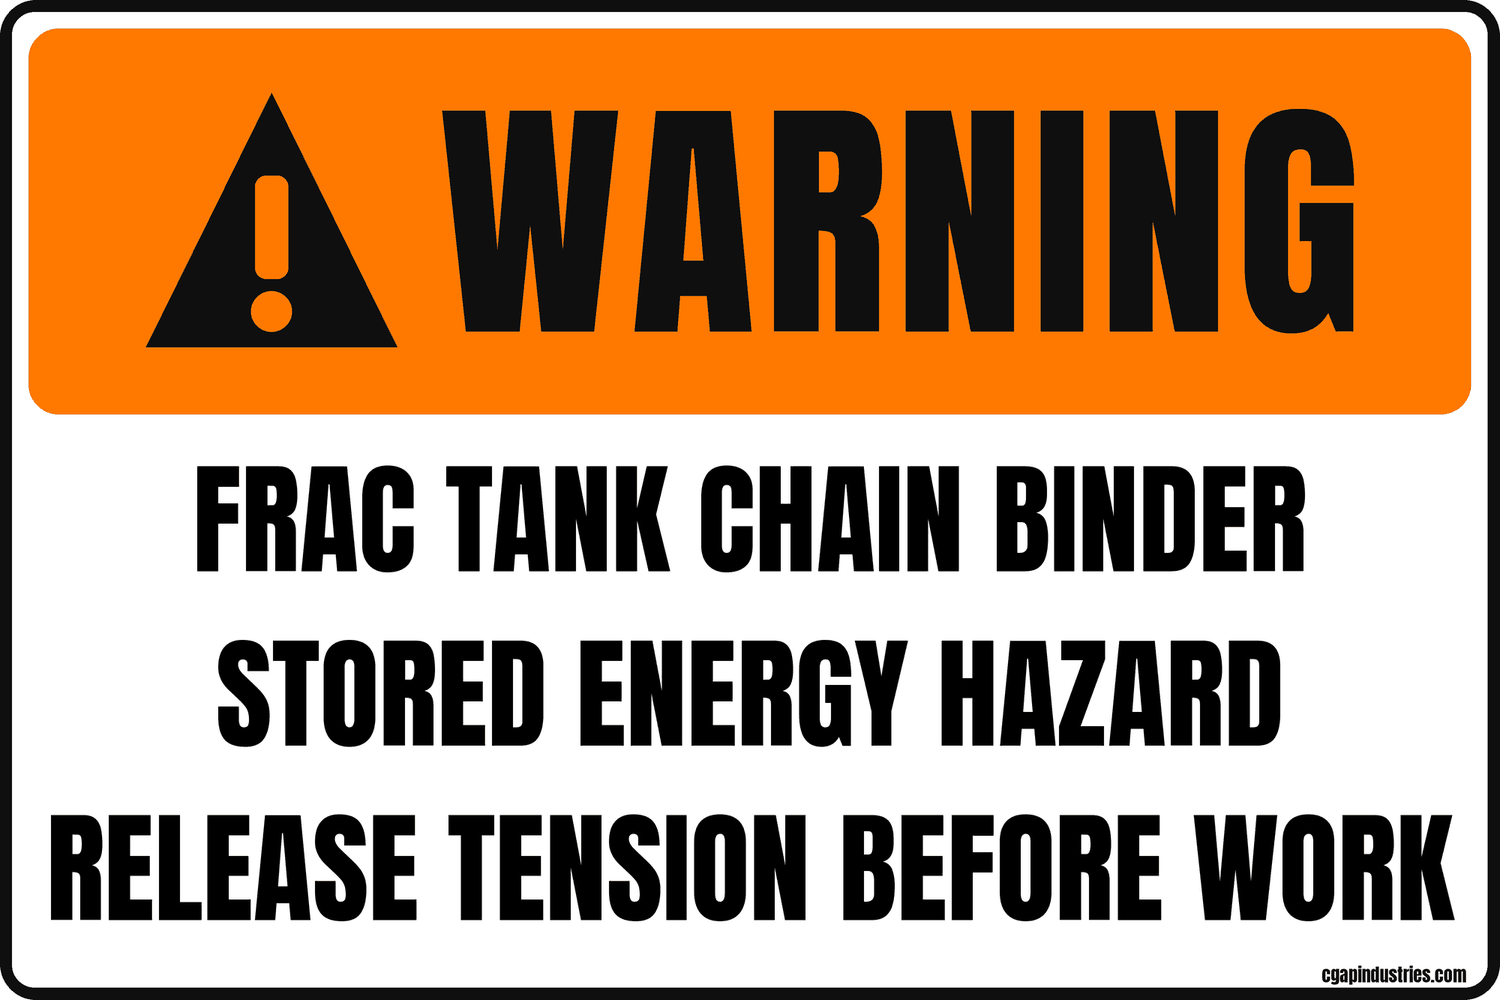 WARNING
FRAC TANK CHAIN BINDER
STORED ENERGY HAZARD
RELEASE TENSION BEFORE WORK
cgapindustries.com